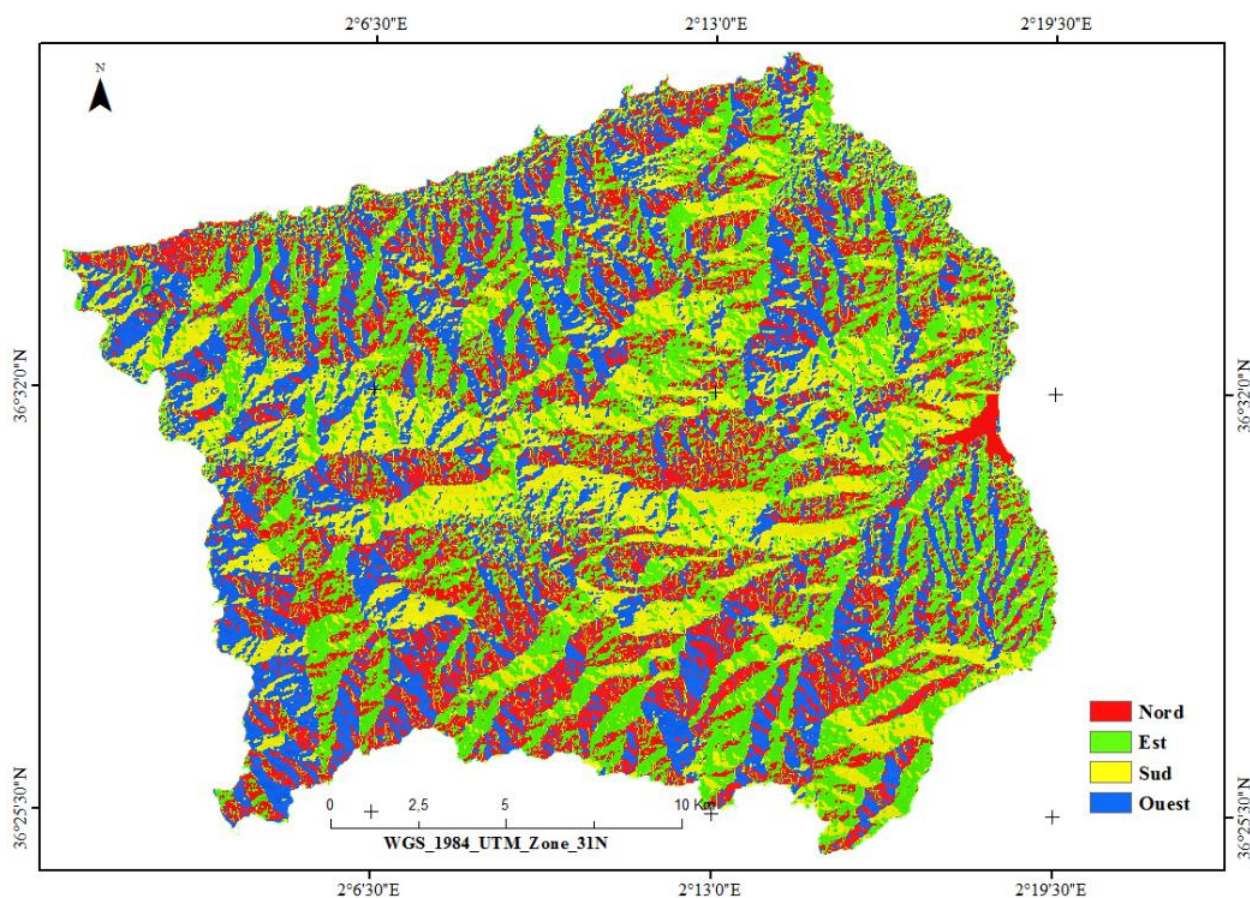 2°6'30"E 2°13'0"E 2°19'30"E
N
36°32'0"N 36°32'0"N
Nord
Est
Sud
Ouest
36°25'30"N 36°25'30"N
0 2,5 5 10 Km
WGS_1984_UTM_Zone_31N
2°6'30"E 2°13'0"E 2°19'30"E